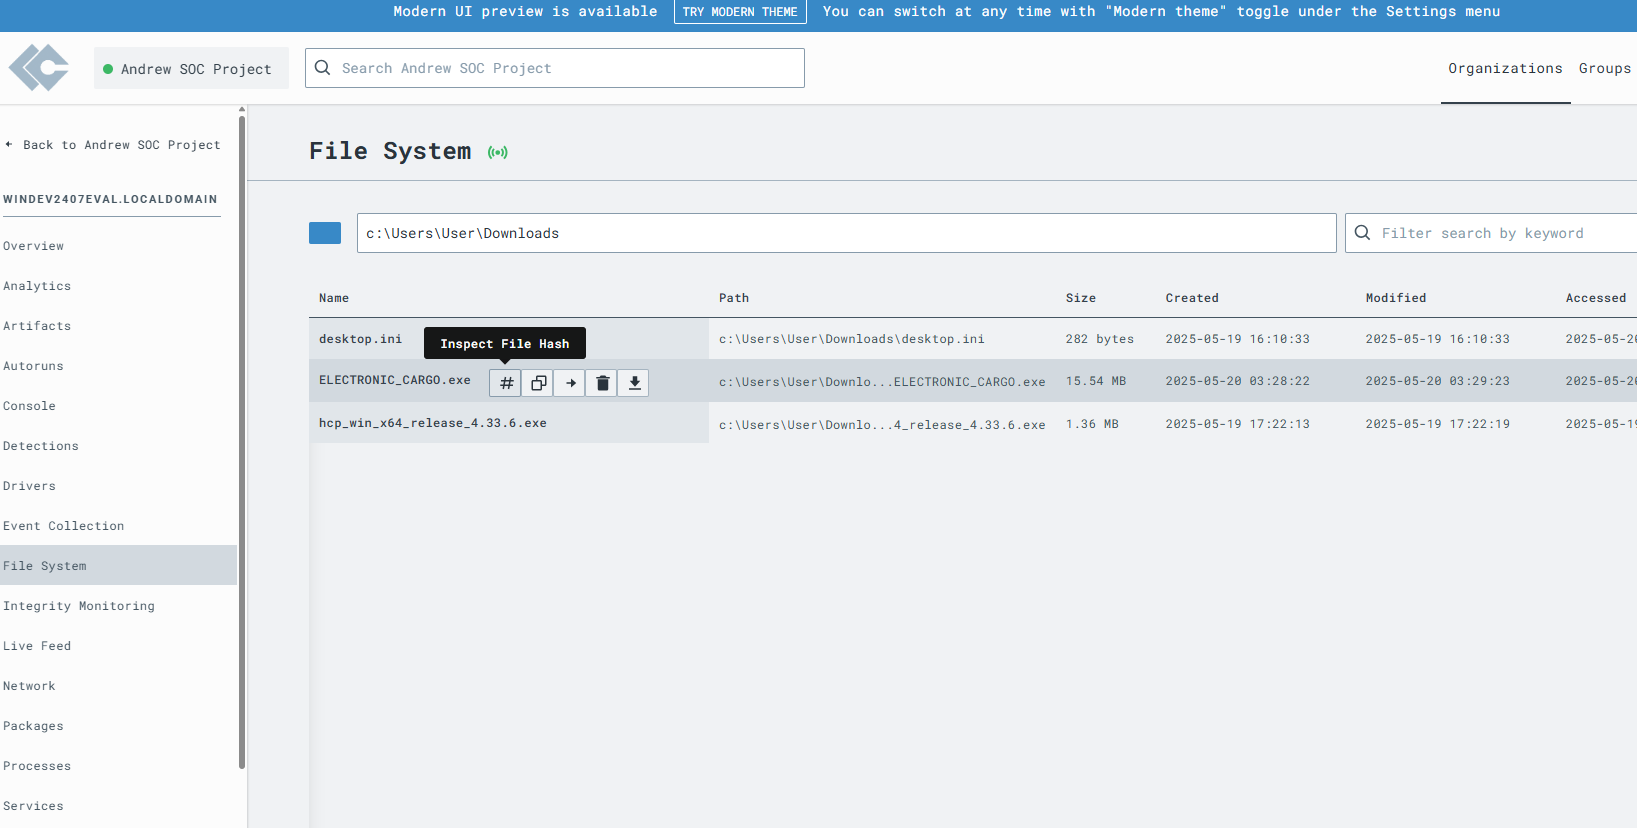 Modern UI preview is available TRY MODERN THEME You can switch at any time with "Modern theme" toggle under the Settings menu
Andrew SOC Project Search Andrew SOC Project Organizations Groups
Back to Andrew SOC Project
WINDEV2407EVAL.LOCALDOMAIN
Overview
Analytics
Artifacts
Autoruns
Console
Detections
Drivers
Event Collection
File System
Integrity Monitoring
Live Feed
Network
Packages
Processes
Services
File System
c:\Users\User\Downloads Filter search by keyword
Name Path Size Created Modified Accessed
desktop.ini c:\Users\User\Downloads\desktop.ini 282 bytes 2025-05-19 16:10:33 2025-05-19 16:10:33 2025-05-20
Inspect File Hash
ELECTRONIC_CARGO.exe c:\Users\User\Downlo...ELECTRONIC_CARGO.exe 15.54 MB 2025-05-20 03:28:22 2025-05-20 03:29:23 2025-05-20
hcp_win_x64_release_4.33.6.exe c:\Users\User\Downlo...4_release_4.33.6.exe 1.36 MB 2025-05-19 17:22:13 2025-05-19 17:22:19 2025-05-19